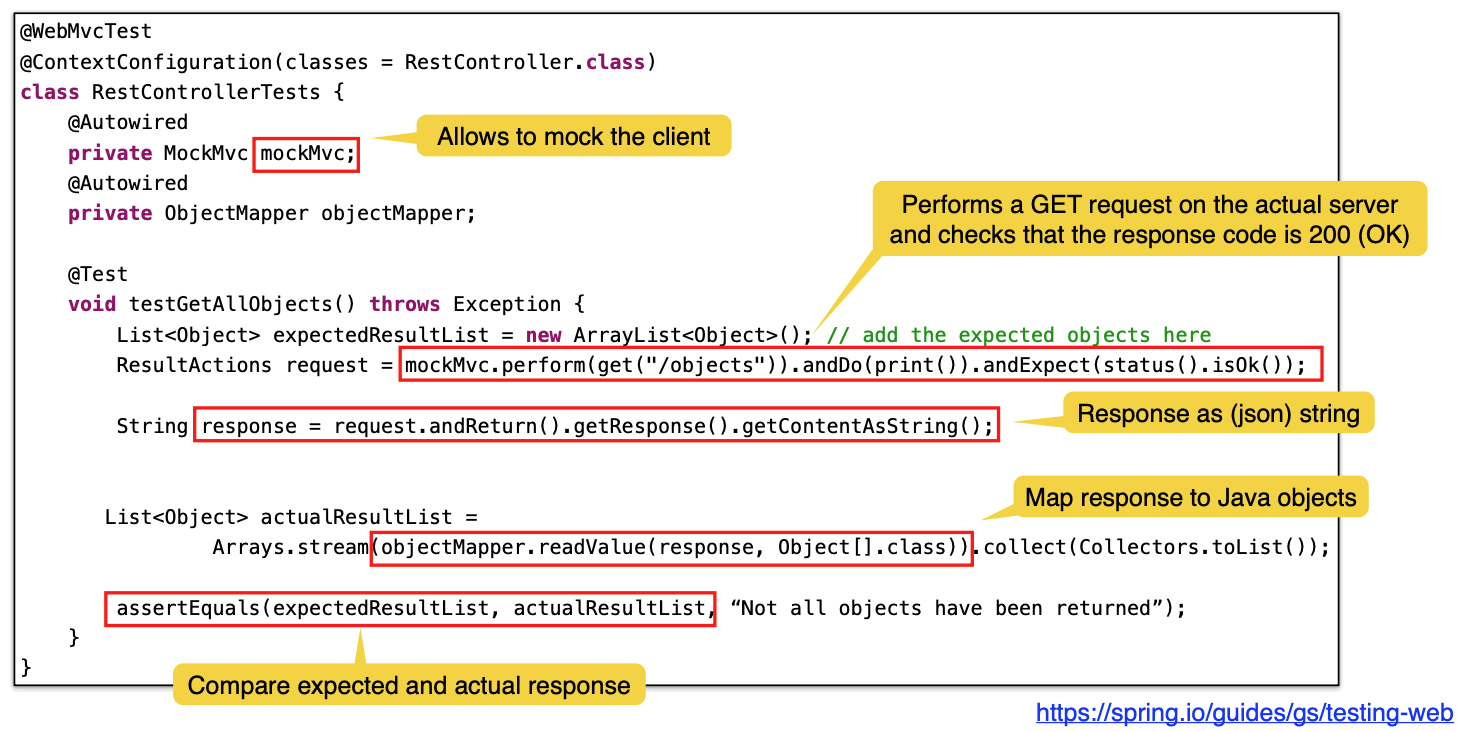 @WebMvcTest
@ContextConfiguration(classes = RestController.class)
class RestControllerTests {
@Autowired
Allows to mock the client
private MockMvc mockMvc;
@Autowired
private ObjectMapper objectMapper;
Performs a GET request on the actual server
and checks that the response code is 200 (OK)
@Test
void testGetAllObjects() throws Exception {
List<Object> expectedResultList = new ArrayList<Object>(); // add the expected objects here
ResultActions request = mockMvc.perform(get("/objects")).andDo(print()).andExpect(status().isOk());
Response as (json) string
String response = request.andReturn().getResponse().getContentAsString();
Map response to Java objects
List<Object> actualResultList =
Arrays.stream(objectMapper.readValue(response, Object[].class)).collect(Collectors.toList());
assertEquals(expectedResultList, actualResultList, “Not all objects have been returned”);
}
}
Compare expected and actual response
https://spring.io/guides/gs/testing-web